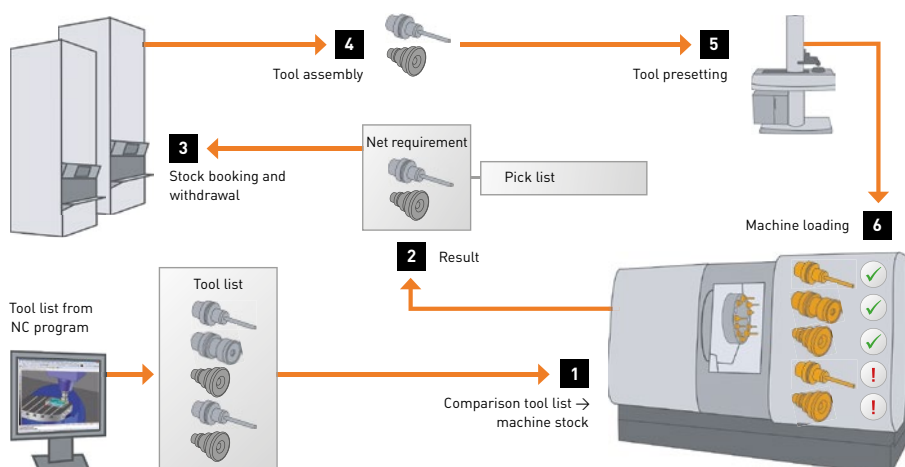 4
Tool assembly
5
Tool presetting
3
Stock booking and
withdrawal
Net requirement
Pick list
Machine loading 6
2 Result
Tool list from
NC program
Tool list
1
Comparison tool list →
machine stock
✓
✓
✓
!
!